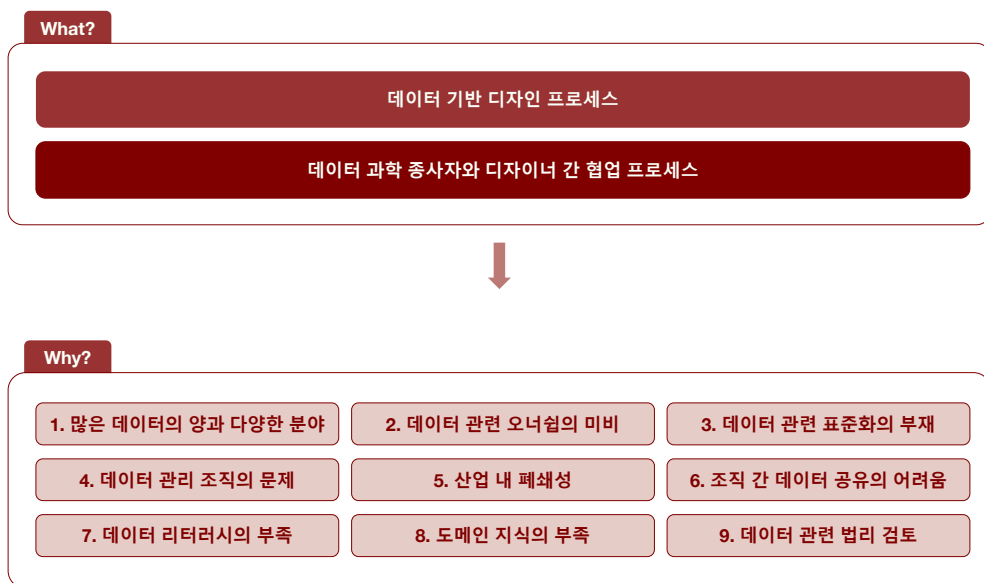 What?
데이터 기반 디자인 프로세스
데이터 과학 종사자와 디자이너 간 협업 프로세스
Why?
1. 많은 데이터의 양과 다양한 분야
2. 데이터 관련 오너쉽의 미비
3. 데이터 관련 표준화의 부재
4. 데이터 관리 조직의 문제
5. 산업 내 폐쇄성
6. 조직 간 데이터 공유의 어려움
7. 데이터 리터러시의 부족
8. 도메인 지식의 부족
9. 데이터 관련 법리 검토